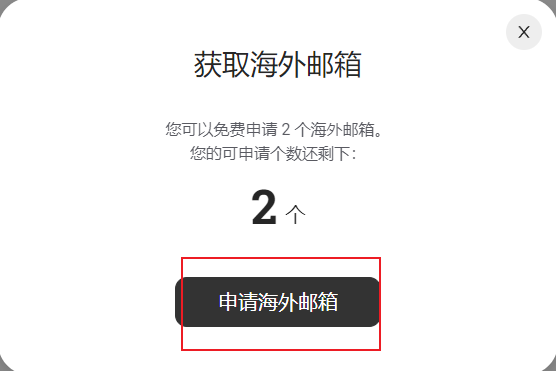 X
获取海外邮箱
您可以免费申请 2 个海外邮箱。
您的可申请个数还剩下：
2 个
申请海外邮箱